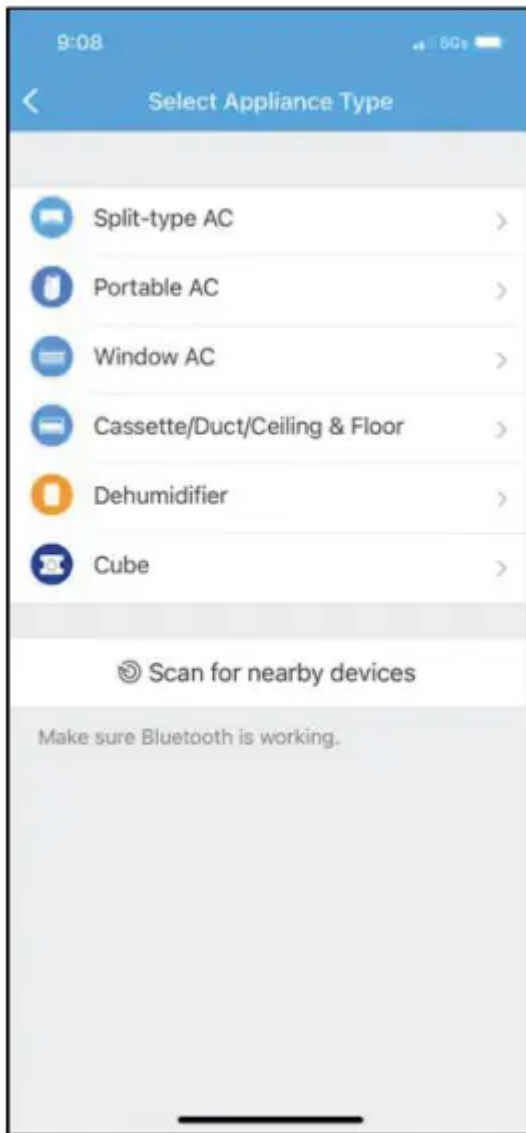 9:08
5G
Select Appliance Type
Split-type AC
Portable AC
Window AC
Cassette/Duct/Ceiling & Floor
Dehumidifier
Cube
Scan for nearby devices
Make sure Bluetooth is working.